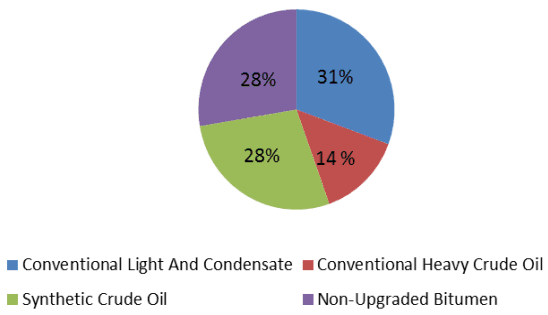 31%
28%
28%
14 %
Conventional Light And Condensate
Conventional Heavy Crude Oil
Synthetic Crude Oil
Non-Upgraded Bitumen